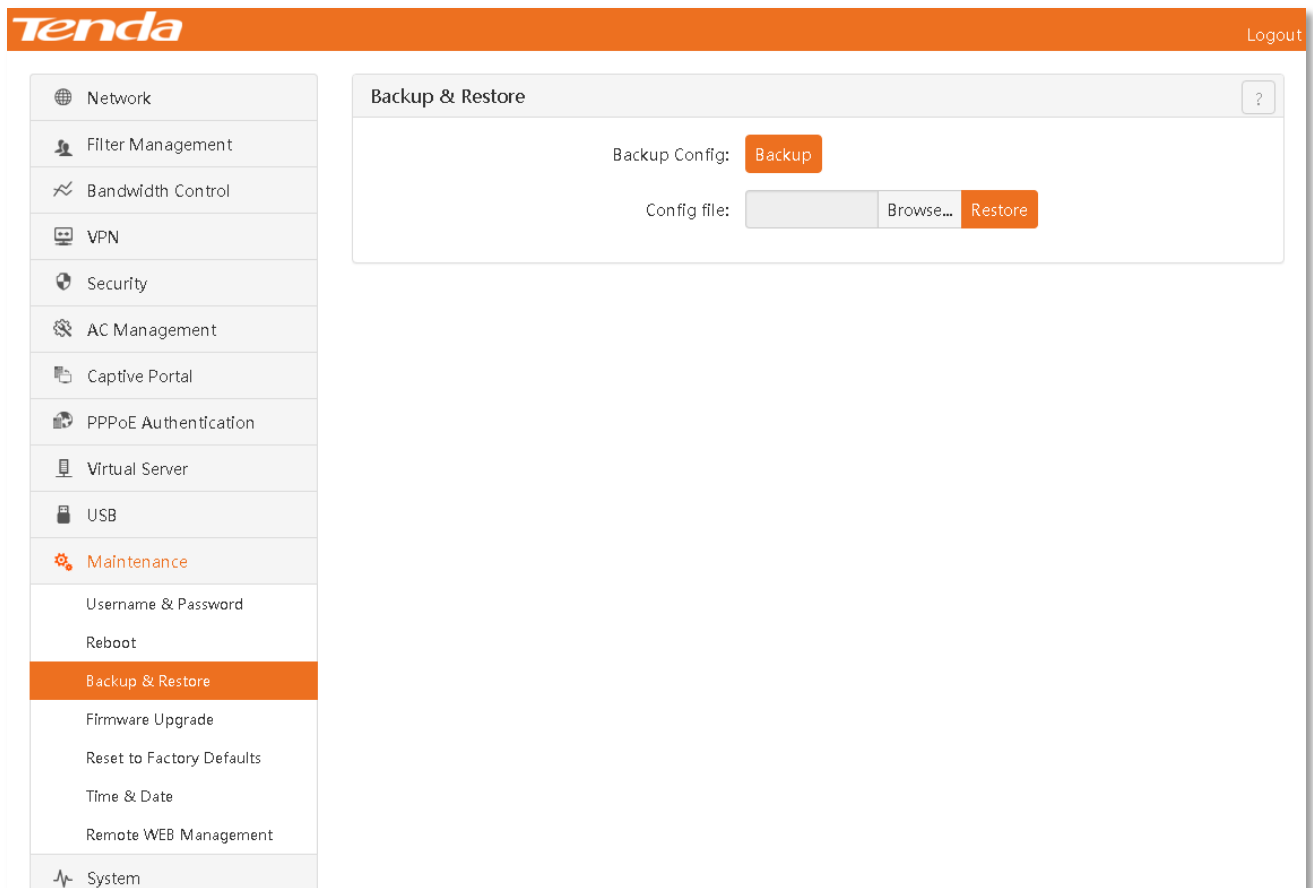 Tenda
Logout
Network
Filter Management
Bandwidth Control
VPN
Security
AC Management
Captive Portal
PPPoE Authentication
Virtual Server
USB
Maintenance
Username & Password
Reboot
Backup & Restore
Firmware Upgrade
Reset to Factory Defaults
Time & Date
Remote WEB Management
System
Backup & Restore
?
Backup Config: Backup
Config file: Browse... Restore